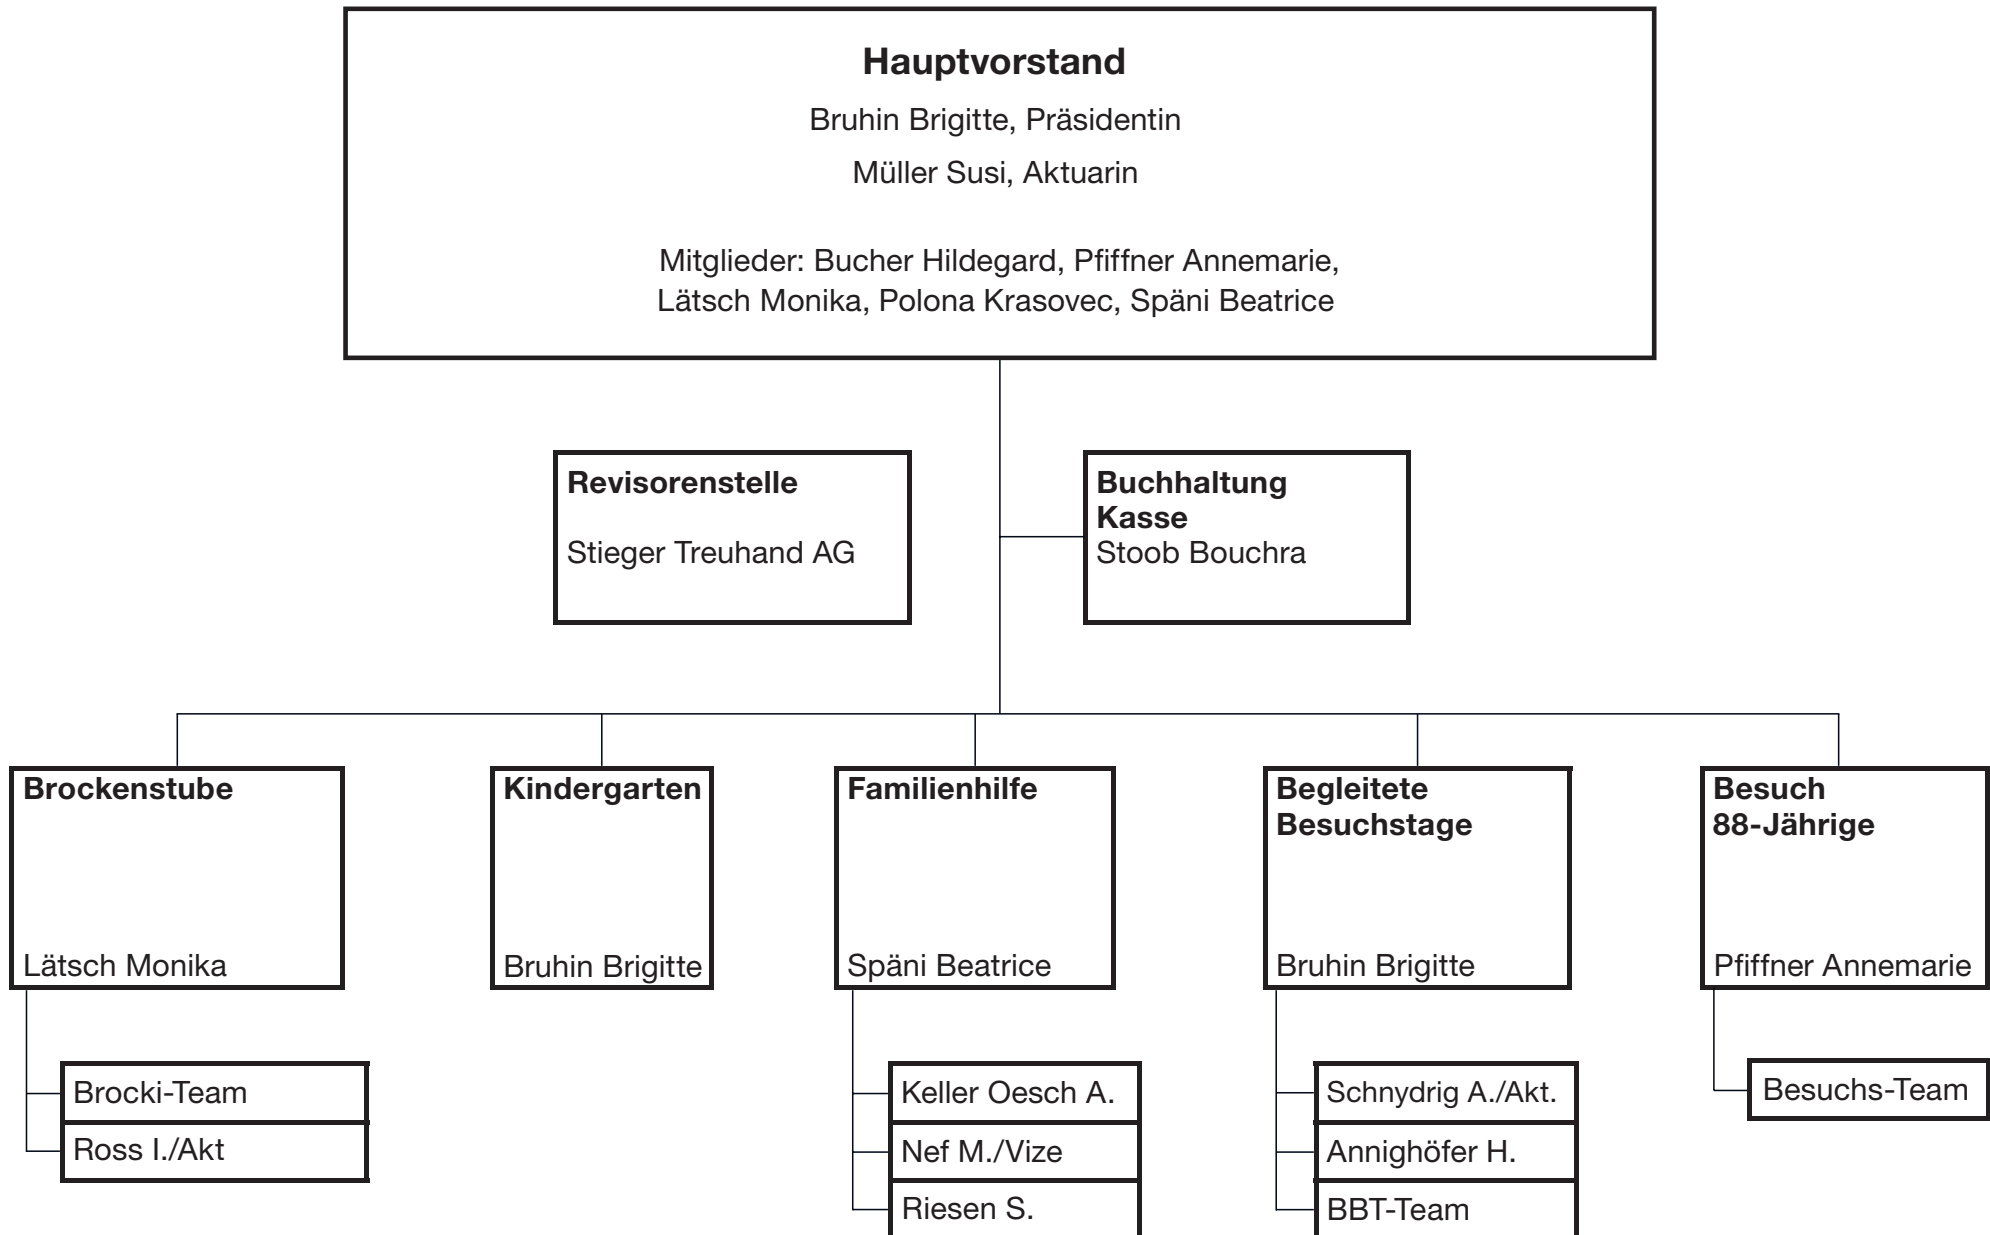 Hauptvorstand
Bruhin Brigitte, Präsidentin
Müller Susi, Aktuarin
Mitglieder: Bucher Hildegard, Pfiffner Annemarie,
Lätsch Monika, Polona Krasovec, Späni Beatrice
Revisorenstelle
Stieger Treuhand AG
Buchhaltung
Kasse
Stoob Bouchra
Brockenstube
Lätsch Monika
Brocki-Team
Ross I./Akt
Kindergarten
Bruhin Brigitte
Familienhilfe
Späni Beatrice
Keller Oesch A.
Nef M./Vize
Riesen S.
Begleitete
Besuchstage
Bruhin Brigitte
Schnydrig A./Akt.
Annighöfer H.
BBT-Team
Besuch
88-Jährige
Pfiffner Annemarie
Besuchs-Team